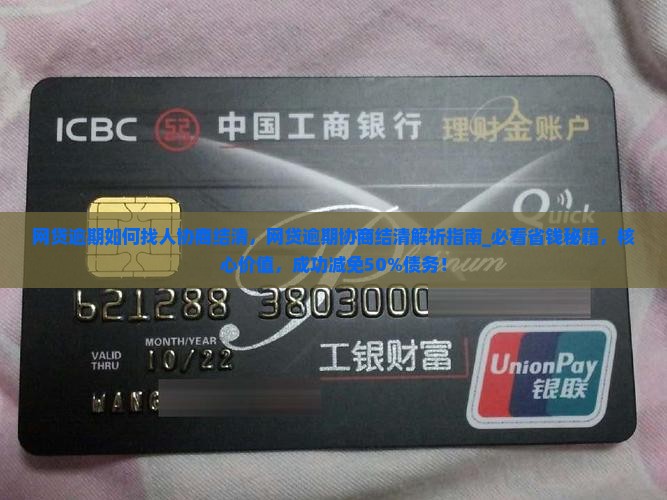 ICBC 中国工商银行 理财金账户
Quick
网贷逾期如何找人协商结清，网贷逾期协商结清解析指南_必看省钱秘籍，核
心价值，成功减免50%债务！
Platinum
621288 3803000
MONTH/YEAR
VALID
THRU 10/22
工银财富
WANG
UnionPay
银联